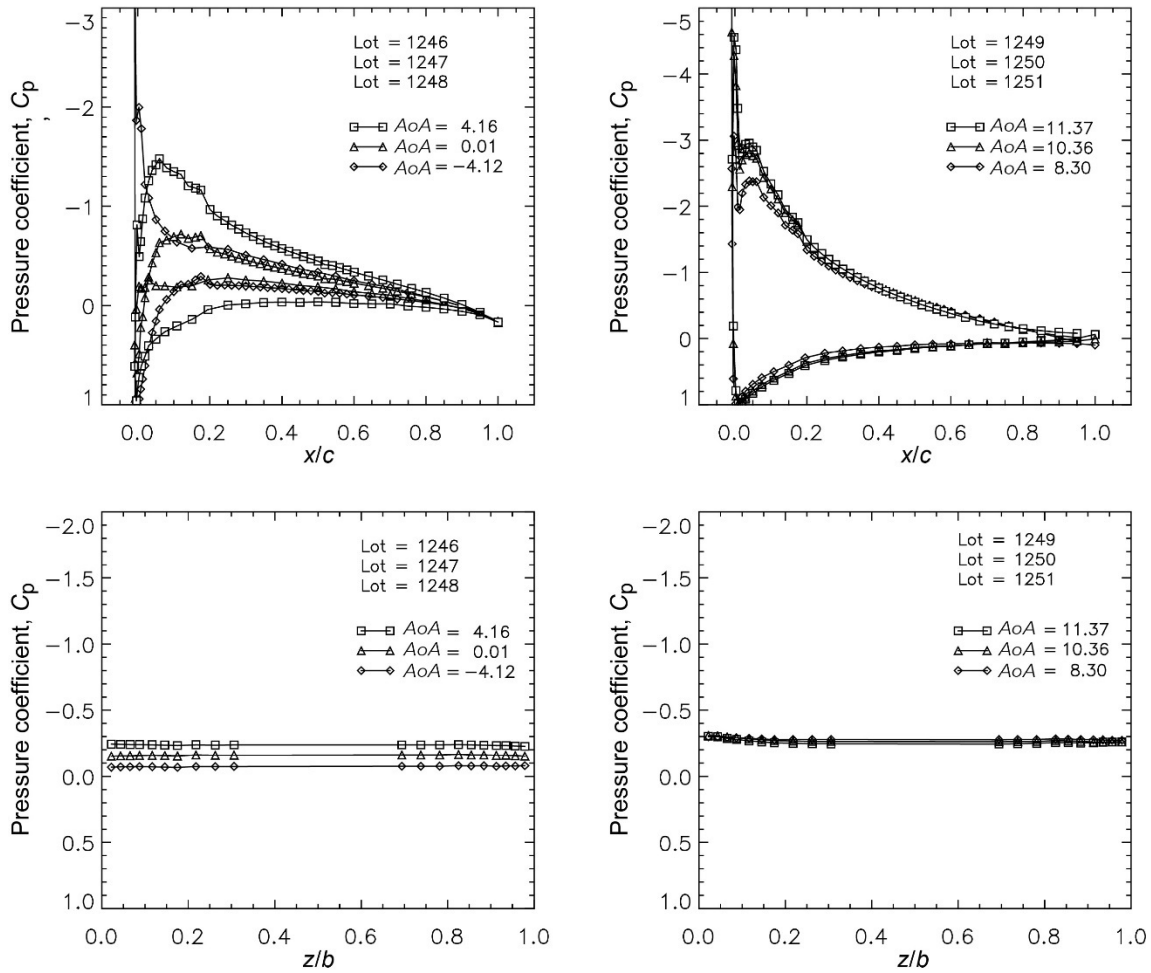 Pressure coefficient, Cp
-3
-2
-1
0
1
Lot = 1246
Lot = 1247
Lot = 1248
AoA = 4.16
AoA = 0.01
AoA = −4.12
0.0 0.2 0.4 0.6 0.8 1.0
x/c
Pressure coefficient, Cp
-5
-4
-3
-2
-1
0
1
Lot = 1249
Lot = 1250
Lot = 1251
AoA = 11.37
AoA = 10.36
AoA = 8.30
0.0 0.2 0.4 0.6 0.8 1.0
x/c
Pressure coefficient, Cp
-2.0
-1.5
-1.0
-0.5
0.0
0.5
1.0
Lot = 1246
Lot = 1247
Lot = 1248
AoA = 4.16
AoA = 0.01
AoA = −4.12
0.0 0.2 0.4 0.6 0.8 1.0
z/b
Pressure coefficient, Cp
-2.0
-1.5
-1.0
-0.5
0.0
0.5
1.0
Lot = 1249
Lot = 1250
Lot = 1251
AoA = 11.37
AoA = 10.36
AoA = 8.30
0.0 0.2 0.4 0.6 0.8 1.0
z/b